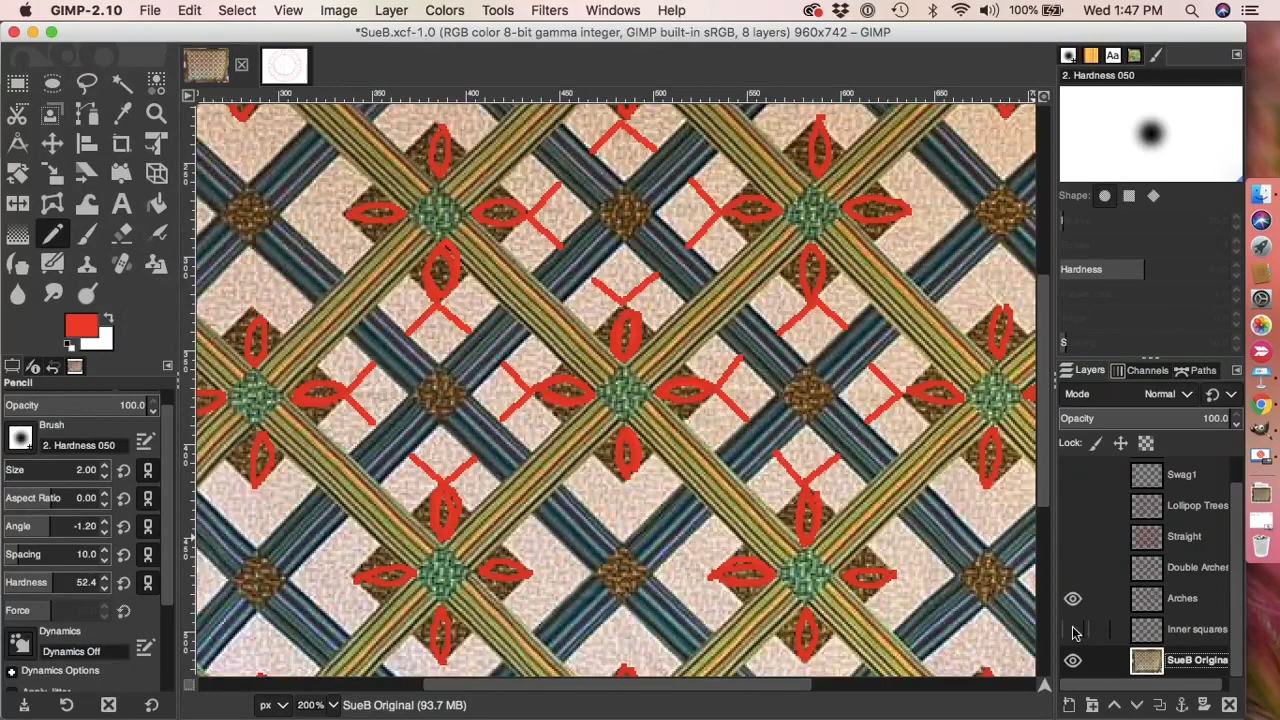 GIMP-2.10 File Edit Select View Image Layer Colors Tools Filters Windows Help 100% Wed 1:47 PM
*SueB.xcf-1.0 (RGB color 8-bit gamma integer, GIMP built-in sRGB, 8 layers) 960x742 – GIMP
Aa
2. Hardness 050
300 350 400 450 500 550 600 650
Shape:
Hardness
Pencil
Opacity 100.0
Brush
2. Hardness 050
Size 2.00
Aspect Ratio 0.00
Angle -1.20
Spacing 10.0
Hardness 52.4
Force
Dynamics
Dynamics Off
Dynamics Options
Apply Jitter
Layers Channels Paths
Mode Normal
Opacity 100.0
Lock:
Swag1
Lollipop Trees
Straight
Double Arches
Arches
Inner squares
SueB Origina
px 200% SueB Original (93.7 MB)